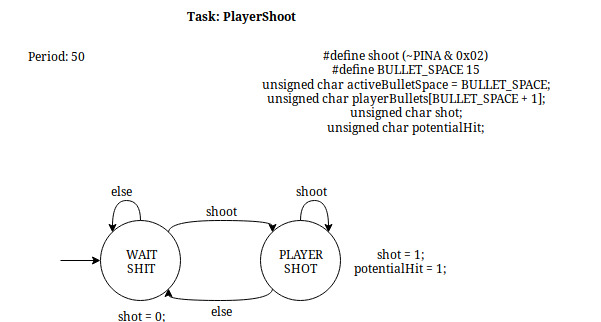 Task: PlayerShoot
Period: 50
#define shoot (~PINA & 0x02)
#define BULLET_SPACE 15
unsigned char activeBulletSpace = BULLET_SPACE;
unsigned char playerBullets[BULLET_SPACE + 1];
unsigned char shot;
unsigned char potentialHit;
else
shoot
shoot
WAIT
SHIT
PLAYER
SHOT
shot = 1;
potentialHit = 1;
else
shot = 0;